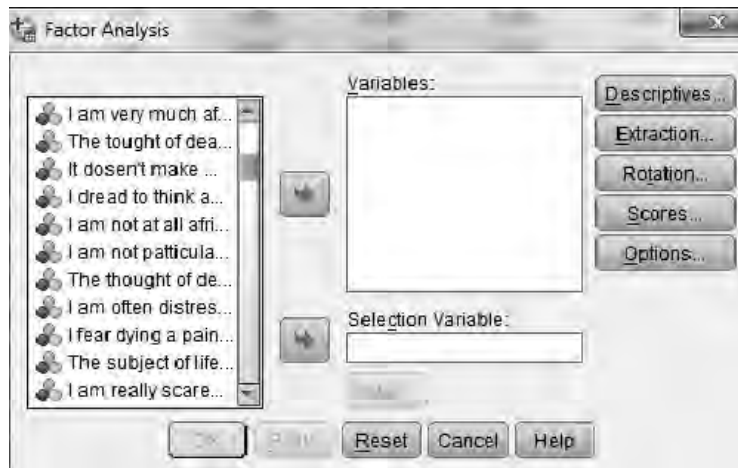 Factor Analysis
I am very much af...
The tought of dea...
It dosen't make ...
I dread to think a...
I am not at all afri...
I am not patticula...
The thought of de...
I am often distres...
I fear dying a pain...
The subject of life...
I am really scare...
Variables:
Selection Variable:
Descriptives...
Extraction...
Rotation...
Scores...
Options...
Reset
Cancel
Help